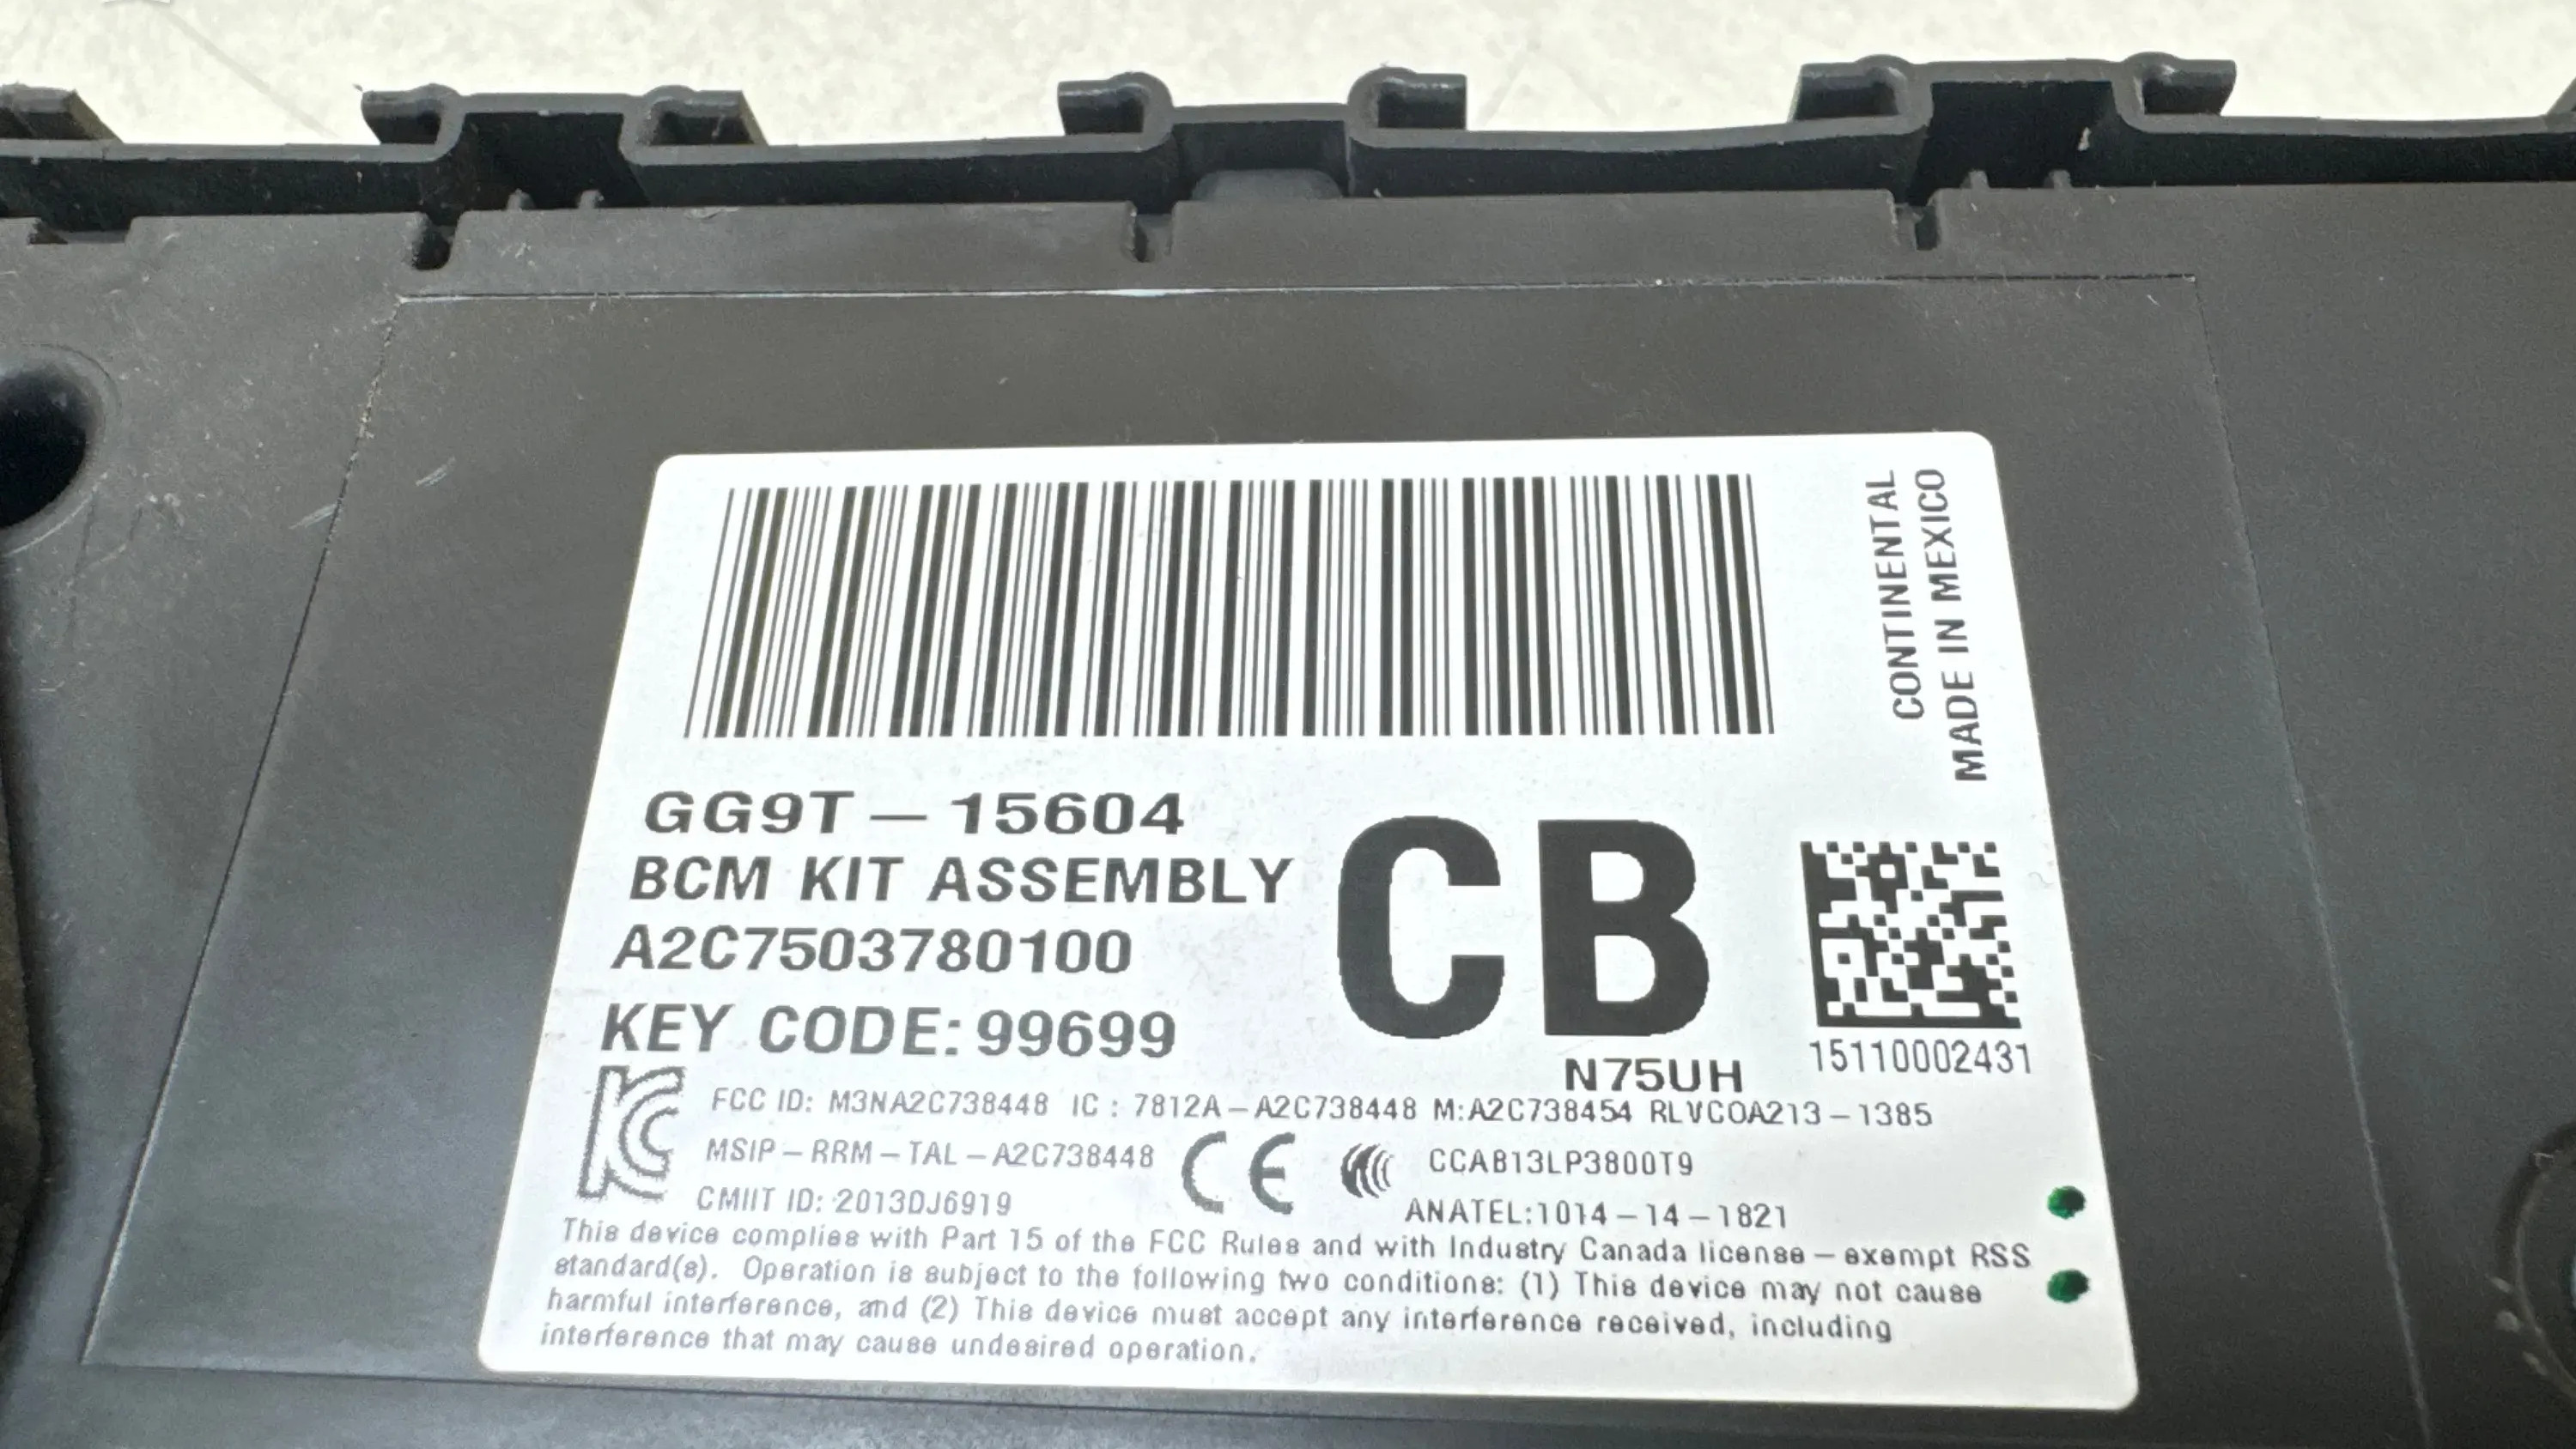 CONTINENTAL
MADE IN MEXICO
GG9T-15604
BCM KIT ASSEMBLY
A2C7503780100
KEY CODE: 99699
CB
N75UH
15110002431
FCC ID: M3NA2C738448 IC : 7812A-A2C738448 M:A2C738454 RLVCOA213-1385
MSIP-RRM-TAL-A2C738448
CE
CCAB13LP3800T9
CMIIT ID: 2013DJ6919
ANATEL:1014-14-1821
This device complies with Part 15 of the FCC Rules and with Industry Canada license-exempt RSS
standard(s). Operation is subject to the following two conditions: (1) This device may not cause
harmful interference, and (2) This device must accept any interference received, including
interference that may cause undesired operation.